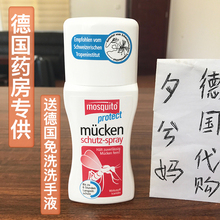 德国药房专供
送德国免洗洗手液
Empfohlen vom
Schweizerischen
Tropeninstitut
mosquito
protect
mücken
schutz-spray
德国代购
夕兮妈